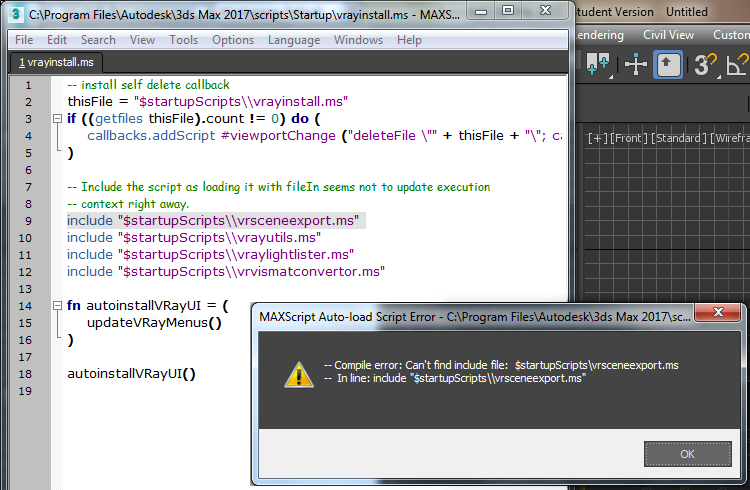 C:\Program Files\Autodesk\3ds Max 2017\scripts\Startup\vrayinstall.ms - MAXS...
Student Version Untitled
File Edit Search View Tools Options Language Windows Help
Rendering Civil View Custom
1 vrayinstall.ms
1 -- install self delete callback
2 thisFile = "$startupScripts\\vrayinstall.ms"
3 if ((getfiles thisFile).count != 0) do (
4 callbacks.addScript #viewportChange ("deleteFile \"" + thisFile + "\"; ca
5 )
6
7 -- Include the script as loading it with fileIn seems not to update execution
8 -- context right away.
9 include "$startupScripts\\vrsceneexport.ms"
10 include "$startupScripts\\vrayutils.ms"
11 include "$startupScripts\\vraylightlister.ms"
12 include "$startupScripts\\vrvismatconvertor.ms"
13
14 fn autoinstallVRayUI = (
15 updateVRayMenus()
16 )
17
18 autoinstallVRayUI()
19
[+] [Front] [Standard] [Wirefra
MAXScript Auto-load Script Error - C:\Program Files\Autodesk\3ds Max 2017\sc...
-- Compile error: Can't find include file: $startupScripts\vrsceneexport.ms
-- In line: include "$startupScripts\\vrsceneexport.ms"
OK